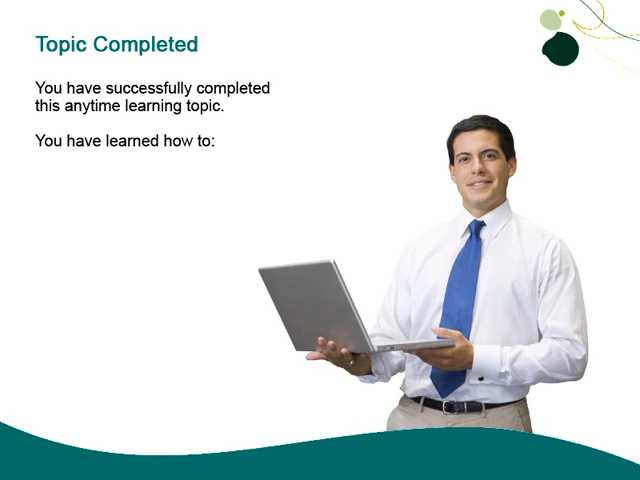 Topic Completed
You have successfully completed
this anytime learning topic.
You have learned how to: